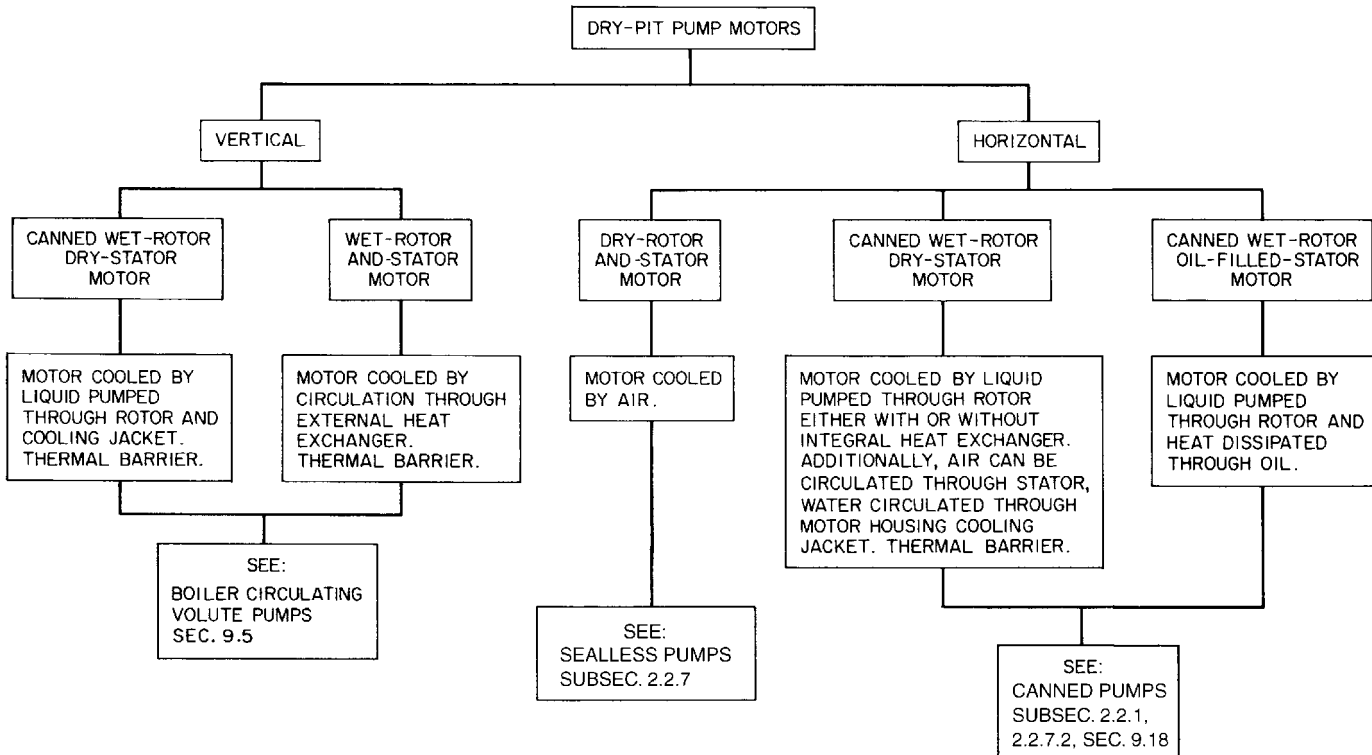 DRY-PIT PUMP MOTORS
VERTICAL
HORIZONTAL
CANNED WET-ROTOR
DRY-STATOR
MOTOR
WET-ROTOR
AND-STATOR
MOTOR
DRY-ROTOR
AND-STATOR
MOTOR
CANNED WET-ROTOR
DRY-STATOR
MOTOR
CANNED WET-ROTOR
OIL-FILLED-STATOR
MOTOR
MOTOR COOLED BY
LIQUID PUMPED
THROUGH ROTOR AND
COOLING JACKET.
THERMAL BARRIER.
MOTOR COOLED BY
CIRCULATION THROUGH
EXTERNAL HEAT
EXCHANGER.
THERMAL BARRIER.
MOTOR COOLED
BY AIR.
MOTOR COOLED BY LIQUID
PUMPED THROUGH ROTOR
EITHER WITH OR WITHOUT
INTEGRAL HEAT EXCHANGER.
ADDITIONALLY, AIR CAN BE
CIRCULATED THROUGH STATOR,
WATER CIRCULATED THROUGH
MOTOR HOUSING COOLING
JACKET. THERMAL BARRIER.
MOTOR COOLED BY
LIQUID PUMPED
THROUGH ROTOR AND
HEAT DISSIPATED
THROUGH OIL.
SEE:
BOILER CIRCULATING
VOLUTE PUMPS
SEC. 9.5
SEE:
SEALLESS PUMPS
SUBSEC. 2.2.7
SEE:
CANNED PUMPS
SUBSEC. 2.2.1,
2.2.7.2, SEC. 9.18